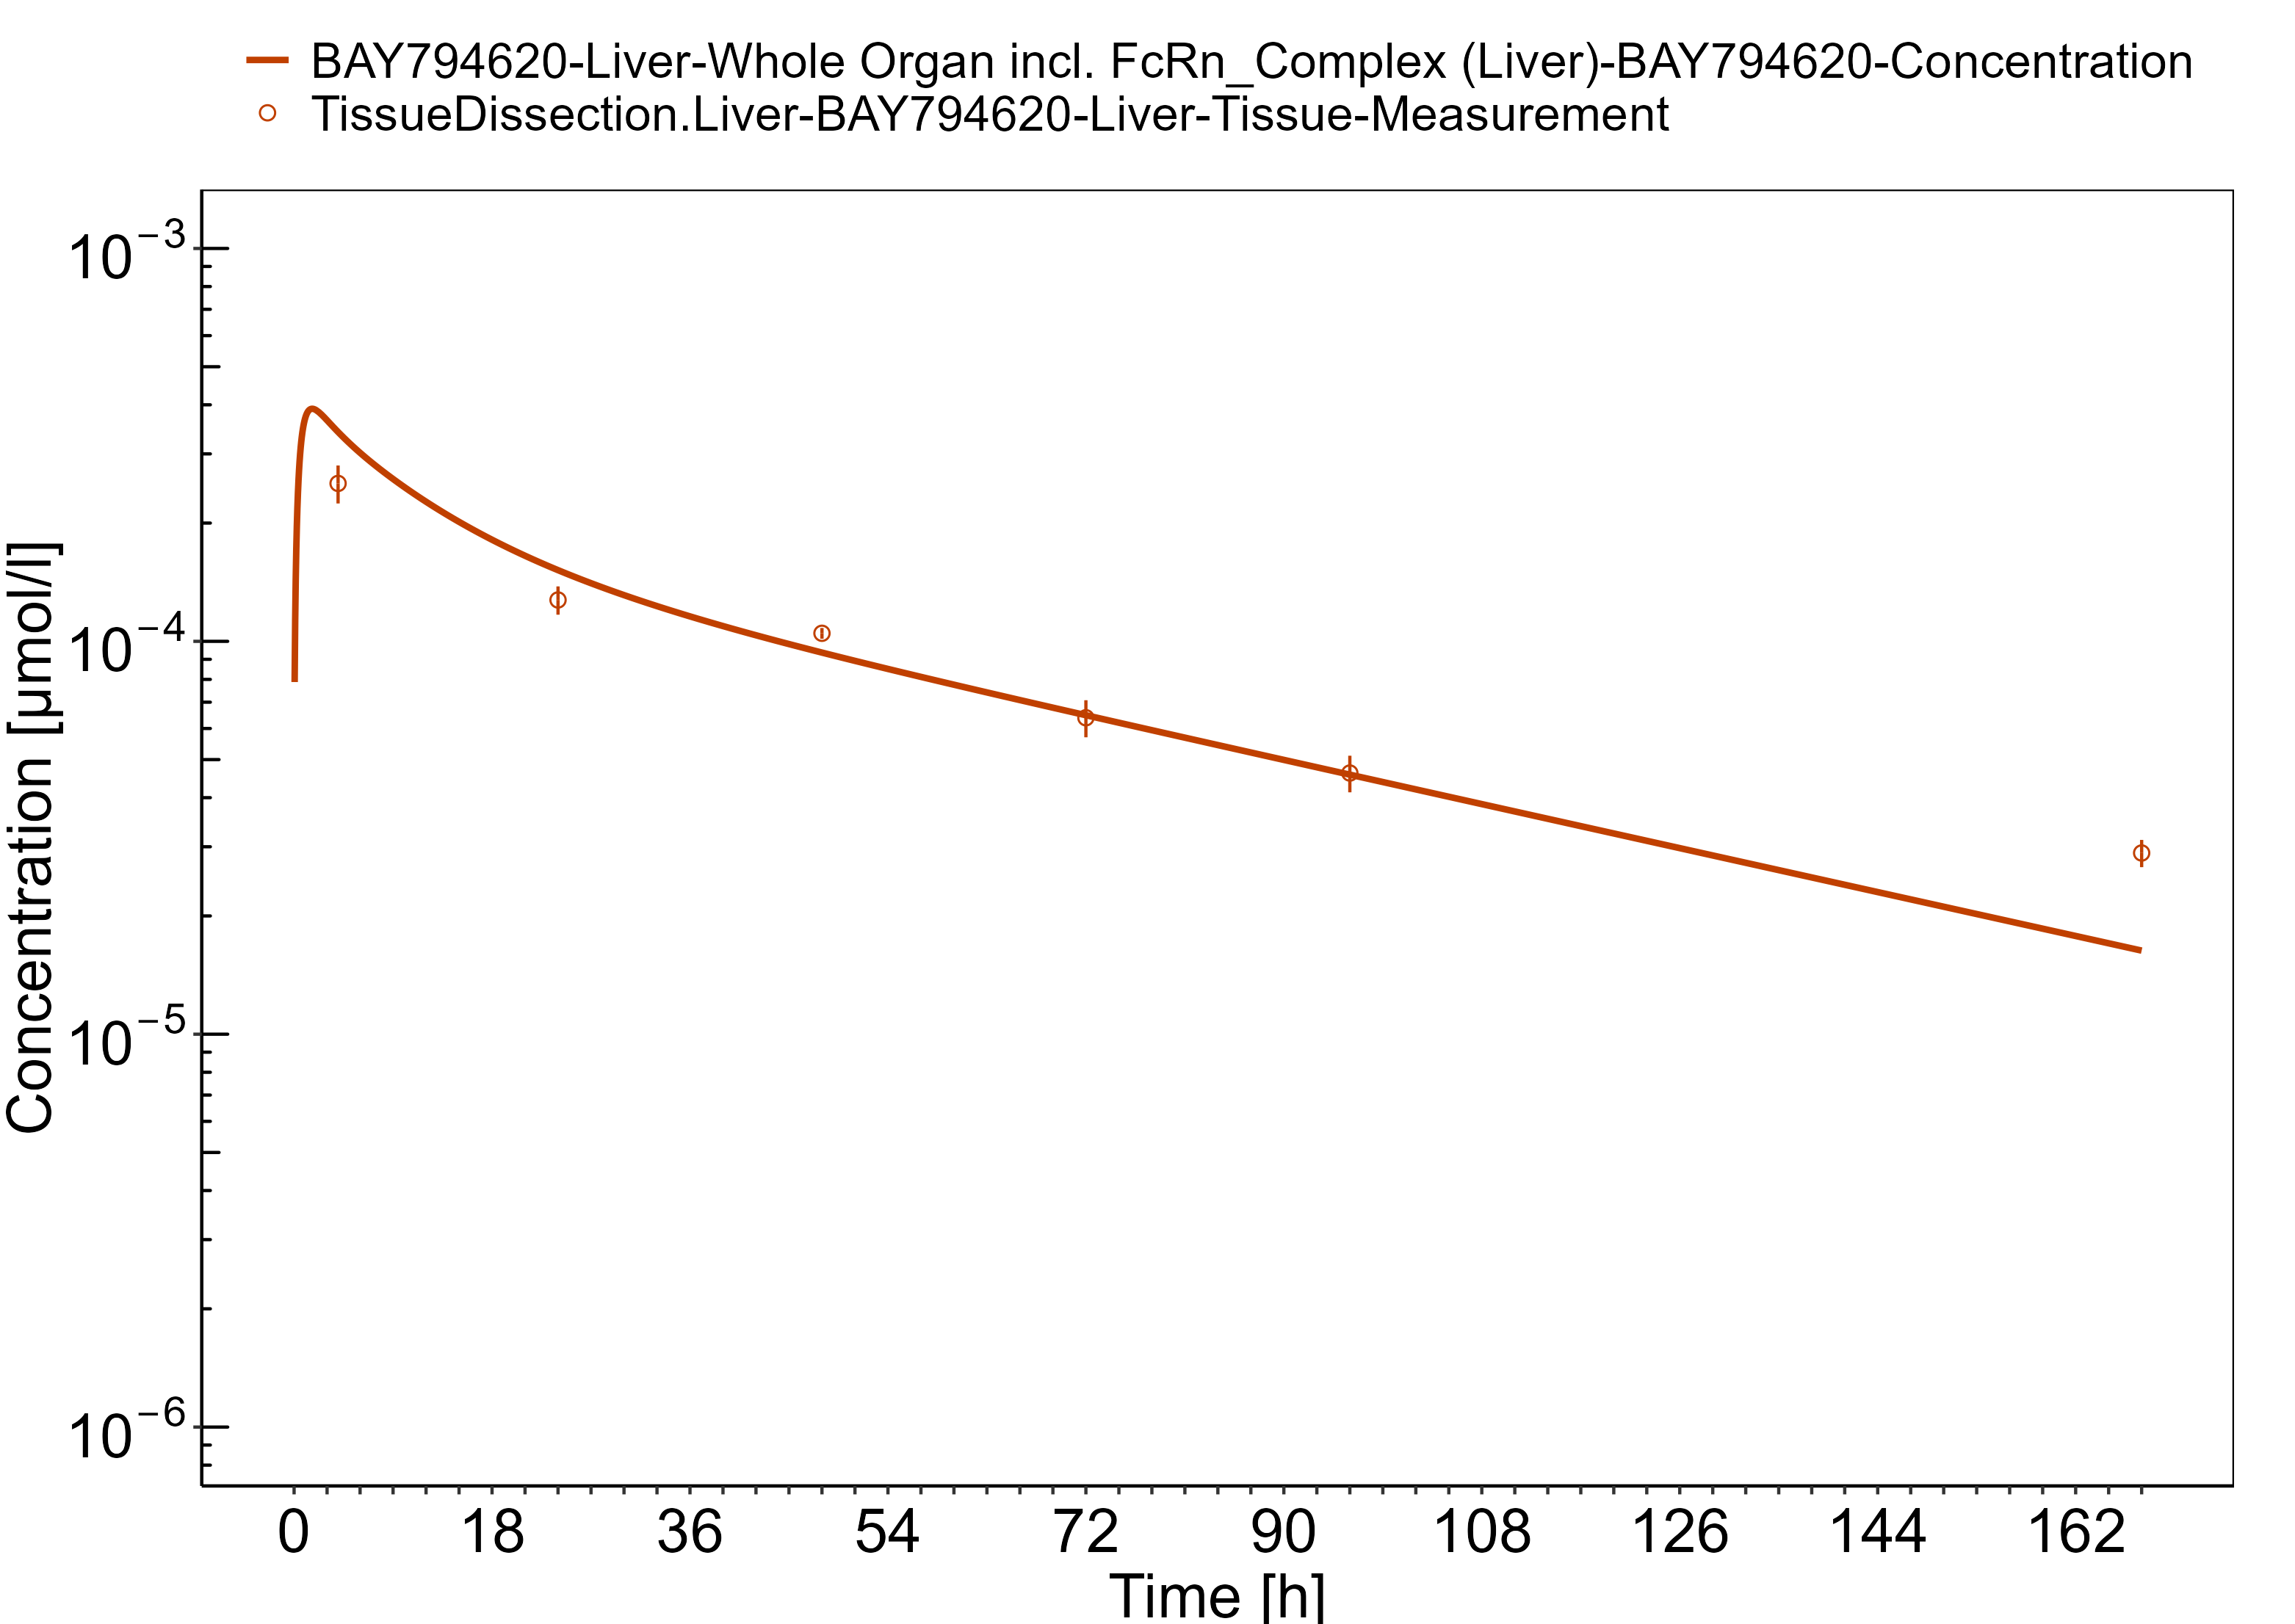 BAY794620-Liver-Whole Organ incl. FcRn_Complex (Liver)-BAY794620-Concentration
TissueDissection.Liver-BAY794620-Liver-Tissue-Measurement
Concentration [µmol/l]
10⁻³
10⁻⁴
10⁻⁵
10⁻⁶
0 18 36 54 72 90 108 126 144 162
Time [h]